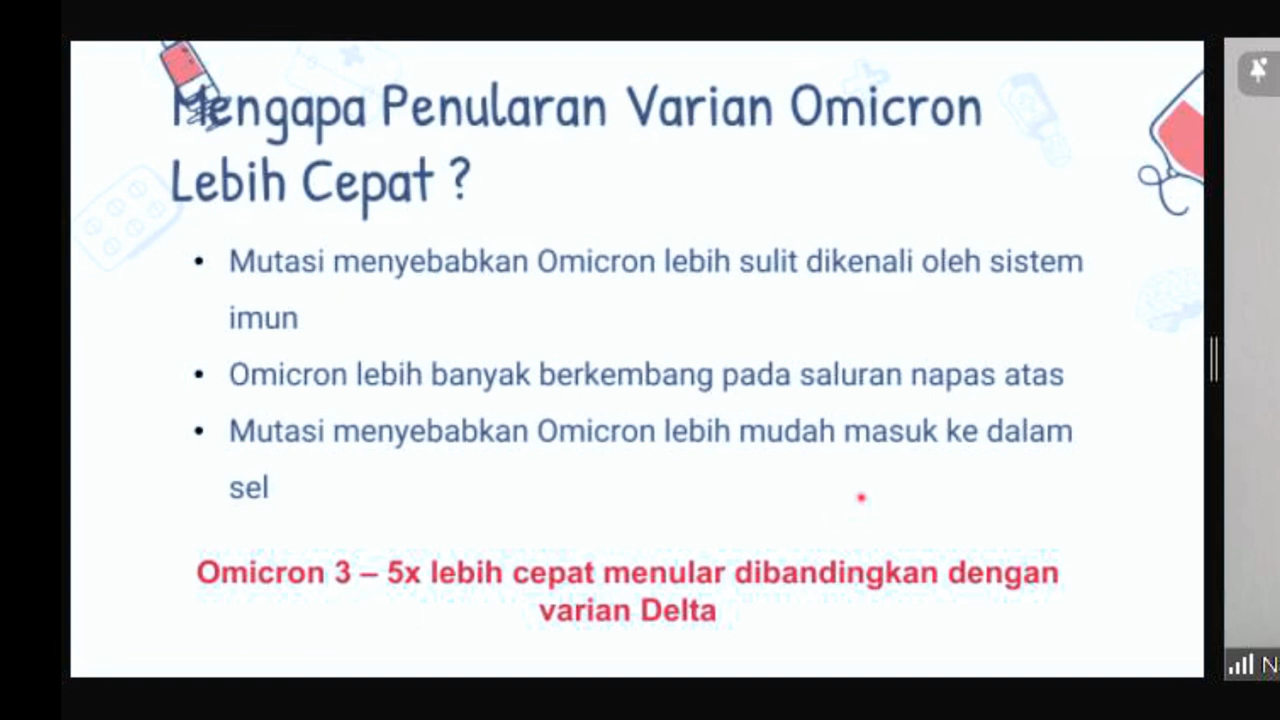 Mengapa Penularan Varian Omicron
Lebih Cepat ?
• Mutasi menyebabkan Omicron lebih sulit dikenali oleh sistem
imun
• Omicron lebih banyak berkembang pada saluran napas atas
• Mutasi menyebabkan Omicron lebih mudah masuk ke dalam
sel
Omicron 3 – 5x lebih cepat menular dibandingkan dengan
varian Delta